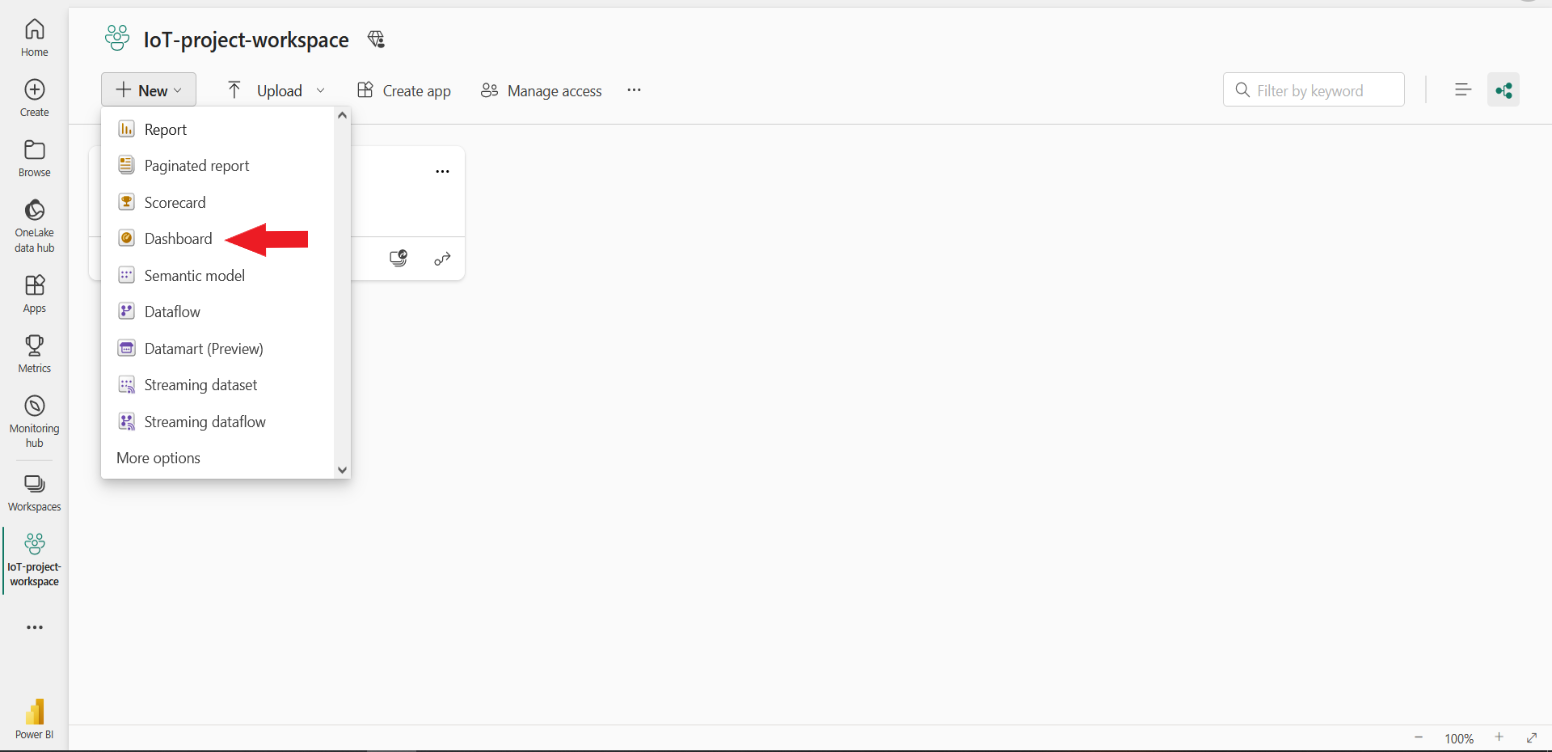 Home
Create
Browse
OneLake
data hub
Apps
Metrics
Monitoring
hub
Workspaces
IoT-project-
workspace
Power BI
IoT-project-workspace
New
Upload
Create app
Manage access
Filter by keyword
Report
Paginated report
Scorecard
Dashboard
Semantic model
Dataflow
Datamart (Preview)
Streaming dataset
Streaming dataflow
More options
100%